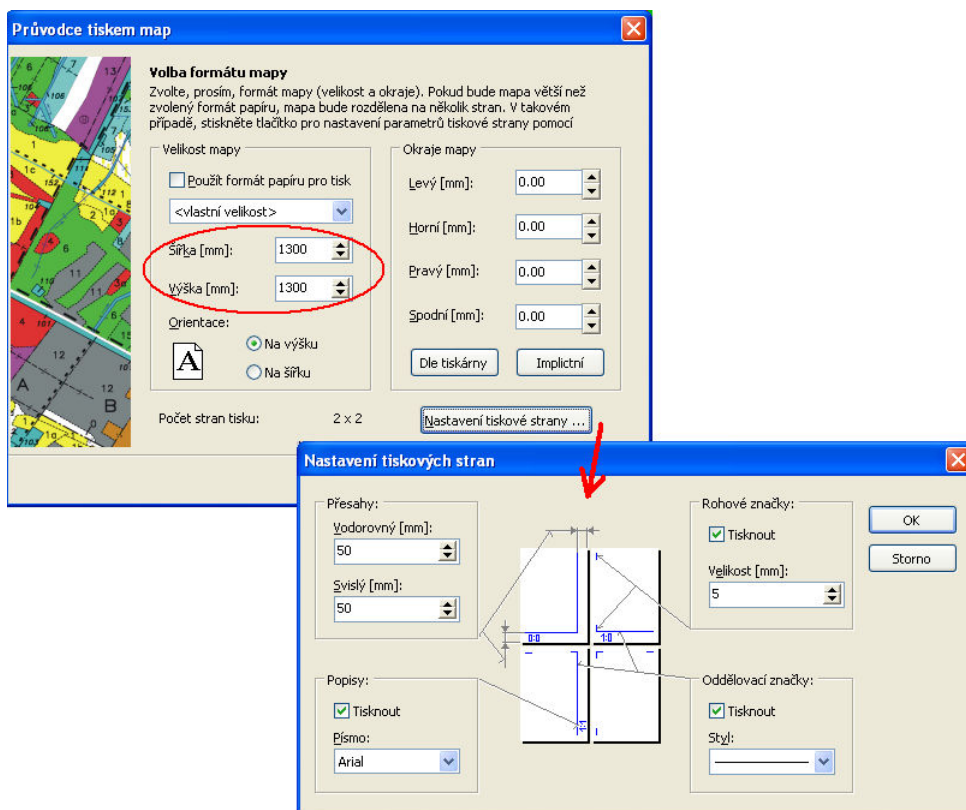 Průvodce tiskem map
Volba formátu mapy
Zvolte, prosím, formát mapy (velikost a okraje). Pokud bude mapa větší než
zvolený formát papíru, mapa bude rozdělena na několik stran. V takovém
případě, stiskněte tlačítko pro nastavení parametrů tiskové strany pomocí
Velikost mapy
Použít formát papíru pro tisk
<vlastní velikost>
Šířka [mm]: 1300
Výška [mm]: 1300
Orientace:
A
Na výšku
Na šířku
Okraje mapy
Levý [mm]: 0.00
Horní [mm]: 0.00
Pravý [mm]: 0.00
Spodní [mm]: 0.00
Dle tiskárny
Implictní
Počet stran tisku: 2 x 2
Nastavení tiskové strany ...
Nastavení tiskových stran
Přesahy:
Vodorovný [mm]:
50
Svislý [mm]:
50
Popisy:
Tisknout
Písmo:
Arial
0:0
1:0
Rohové značky:
Tisknout
Velikost [mm]:
5
Oddělovací značky:
Tisknout
Styl:
OK
Storno